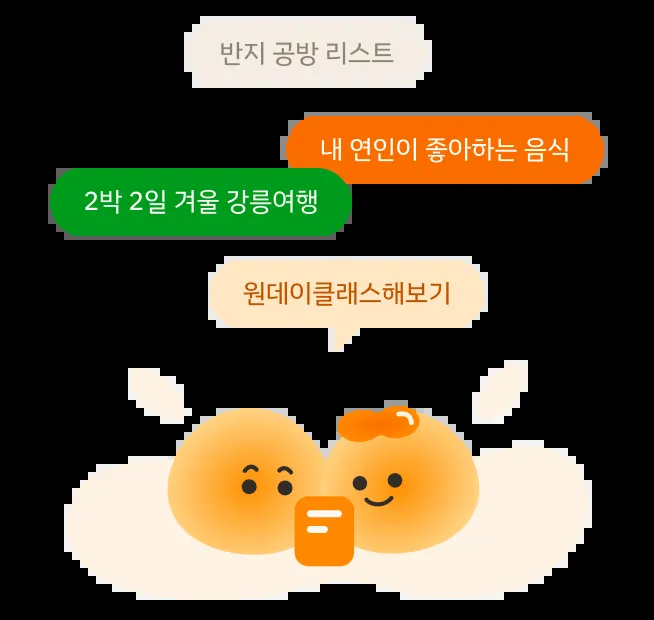 반지 공방 리스트
내 연인이 좋아하는 음식
2박 2일 겨울 강릉여행
원데이클래스해보기